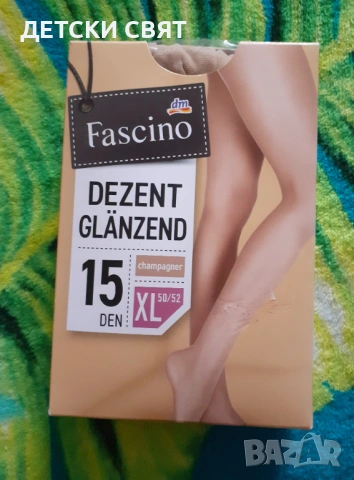 ДЕТСКИ СВЯТ
dm
Fascino
DEZENT
GLÄNZEND
15
DEN
champagner
XL 50/52
BAZAR